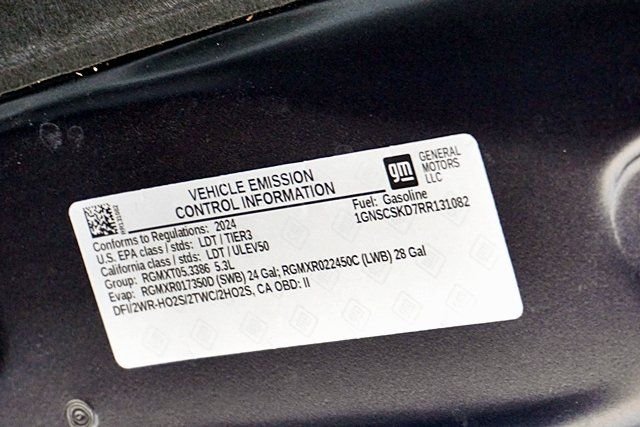 VEHICLE EMISSION
CONTROL INFORMATION
gm GENERAL
MOTORS
LLC
Conforms to Regulations: 2024
Fuel: Gasoline
U.S. EPA class / stds: LDT / TIER3
1GNSCSKD7RR131082
California class / stds: LDT / ULEV50
Group: RGMXT05.3386 5.3L
Evap: RGMXR017350D (SWB) 24 Gal; RGMXR022450C (LWB) 28 Gal
DFI/2WR-HO2S/2TWC/2HO2S, CA OBD: II